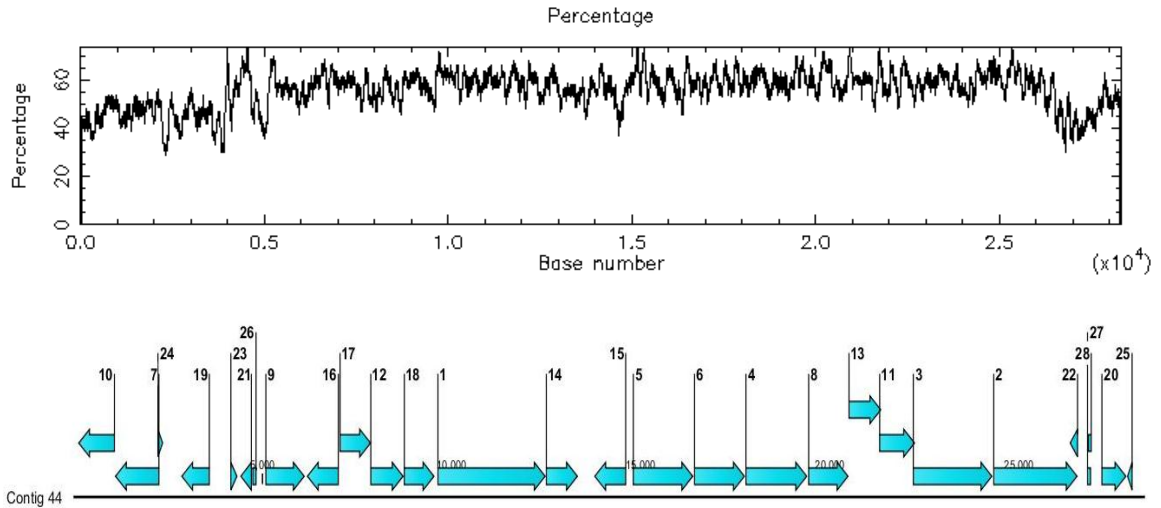 Percentage
Percentage
60
40
20
0
0.0 0.5 1.0 1.5 2.0 2.5
Base number (x10⁴)
26 27
24 17 23 15 13 28 25
10 7 19 21 9 16 12 18 1 14 5 6 4 8 11 3 2 22 20
10.000 15.000 20.000 25.000
Contig 44